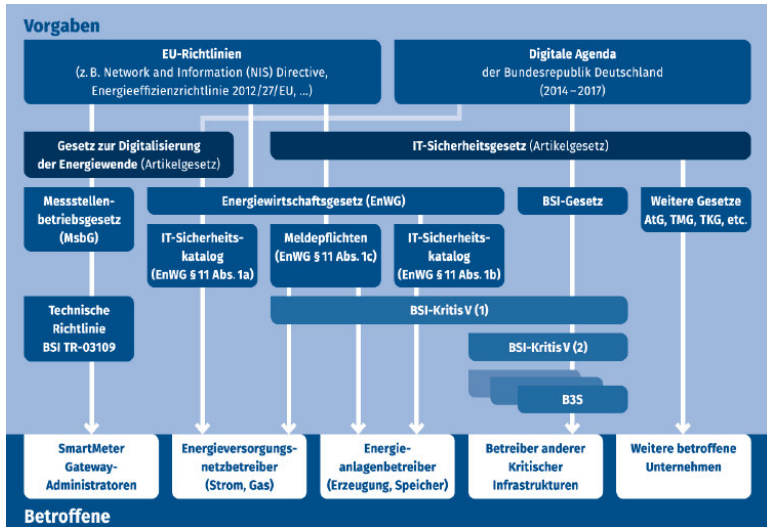 Vorgaben
EU-Richtlinien
(z. B. Network and Information (NIS) Directive,
Energieeffizienzrichtlinie 2012/27/EU, ...)
Digitale Agenda
der Bundesrepublik Deutschland
(2014 – 2017)
Gesetz zur Digitalisierung
der Energiewende (Artikelgesetz)
IT-Sicherheitsgesetz (Artikelgesetz)
Messstellen-
betriebsgesetz
(MsbG)
Energiewirtschaftsgesetz (EnWG)
BSI-Gesetz
Weitere Gesetze
AtG, TMG, TKG, etc.
IT-Sicherheits-
katalog
(EnWG § 11 Abs. 1a)
Meldepflichten
(EnWG § 11 Abs. 1c)
IT-Sicherheits-
katalog
(EnWG § 11 Abs. 1b)
Technische
Richtlinie
BSI TR-03109
BSI-Kritis V (1)
BSI-Kritis V (2)
B3S
SmartMeter
Gateway-
Administratoren
Energieversorgungs-
netzbetreiber
(Strom, Gas)
Energie-
anlagenbetreiber
(Erzeugung, Speicher)
Betreiber anderer
Kritischer
Infrastrukturen
Weitere betroffene
Unternehmen
Betroffene